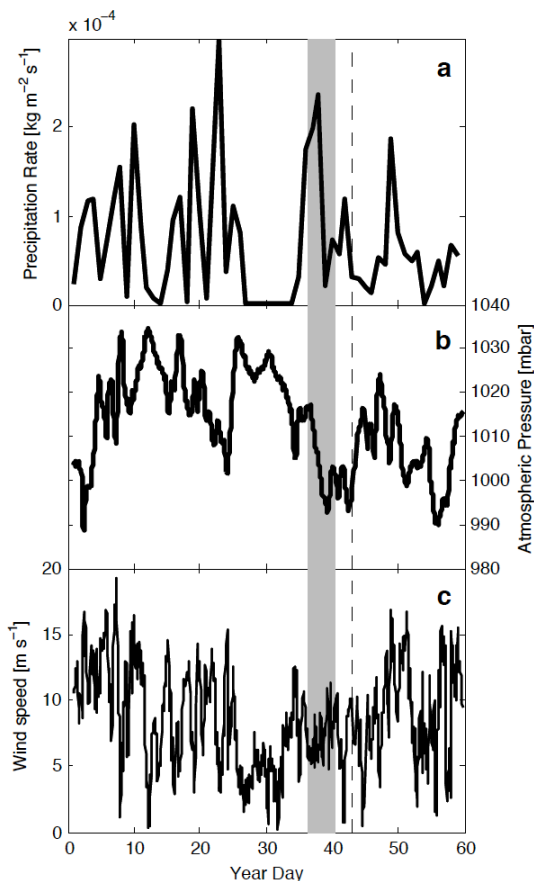 x 10⁻⁴
a
Precipitation Rate [kg m⁻² s⁻¹]
2
1
0
1040
b
1030
1020
1010
1000
990
980
Atmospheric Pressure [mbar]
20
c
15
10
5
0
Wind speed [m s⁻¹]
0 10 20 30 40 50 60
Year Day